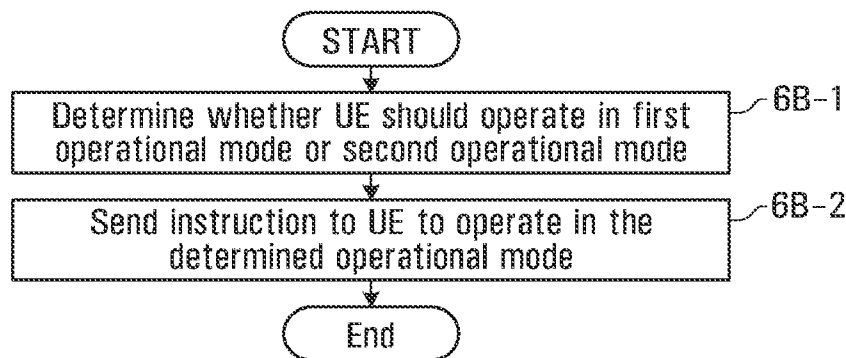 START
Determine whether UE should operate in first
operational mode or second operational mode
6B-1
Send instruction to UE to operate in the
determined operational mode
6B-2
End